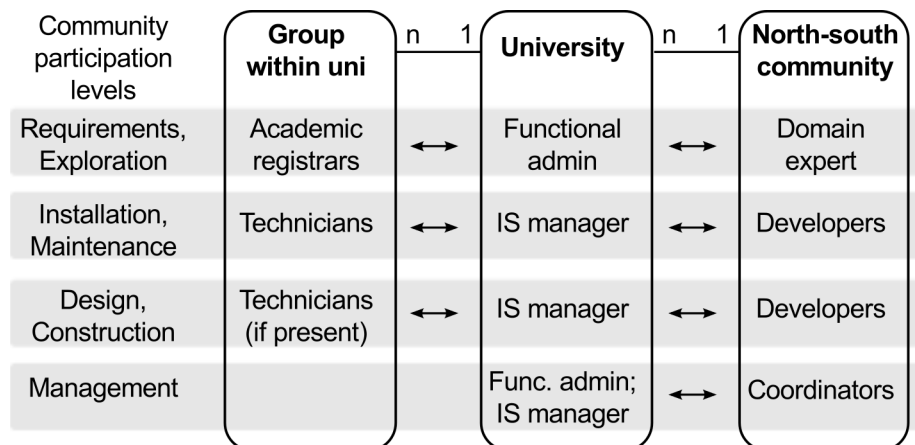 Community
participation
levels
Group
within uni
n 1
University
n 1
North-south
community
Requirements,
Exploration
Academic
registrars
Functional
admin
Domain
expert
Installation,
Maintenance
Technicians
IS manager
Developers
Design,
Construction
Technicians
(if present)
IS manager
Developers
Management
Func. admin;
IS manager
Coordinators